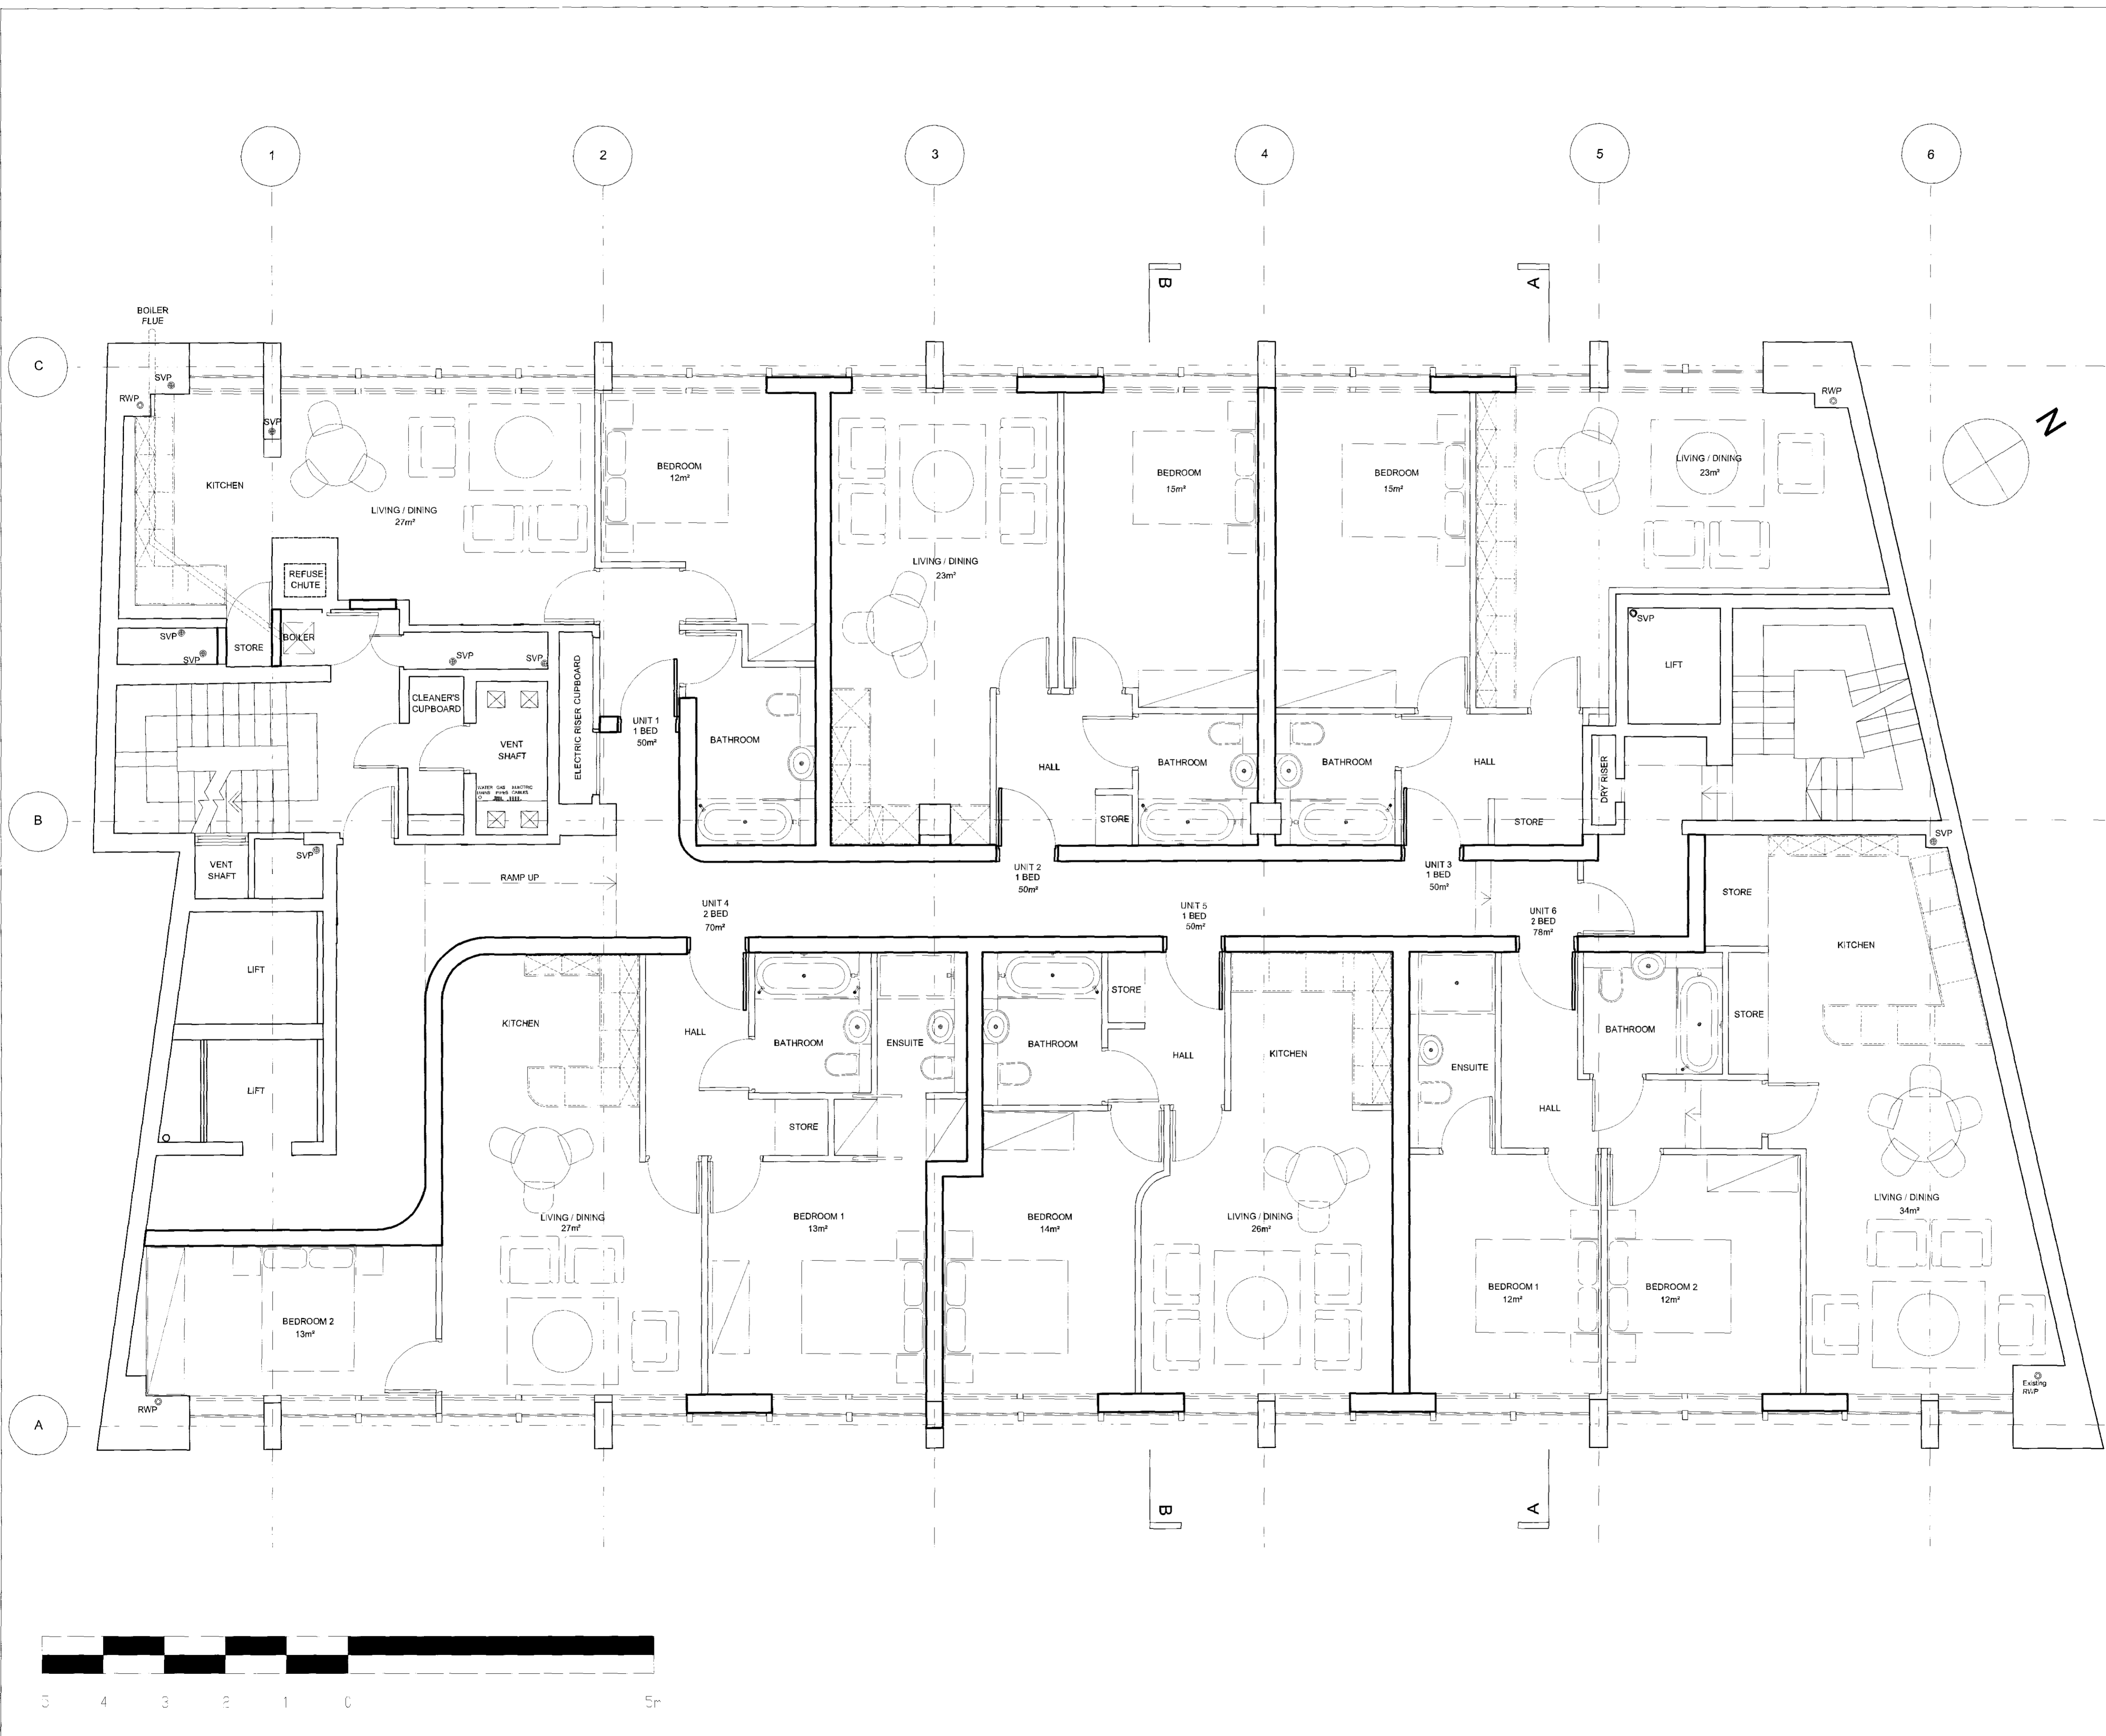 1
2
3
4
5
6
B
A
BOILER
FLUE
C
SVP
RWP
RWP
SVP
N
KITCHEN
LIVING / DINING
27m²
BEDROOM
12m²
LIVING / DINING
23m²
BEDROOM
15m²
BEDROOM
15m²
LIVING / DINING
23m²
REFUSE
CHUTE
SVP
SVP
STORE
BOILER
SVP
SVP
ELECTRIC RISER CUPBOARD
CLEANER'S
CUPBOARD
VENT
SHAFT
WATER GAS ELECTRIC
MAINS PIPES CABLES
UNIT 1
1 BED
50m²
BATHROOM
HALL
BATHROOM
STORE
BATHROOM
HALL
STORE
DRY RISER
SVP
LIFT
B
VENT
SHAFT
SVP
RAMP UP
UNIT 2
1 BED
50m²
UNIT 3
1 BED
50m²
UNIT 4
2 BED
70m²
UNIT 5
1 BED
50m²
UNIT 6
2 BED
78m²
STORE
SVP
KITCHEN
LIFT
LIFT
KITCHEN
HALL
BATHROOM
ENSUITE
STORE
BATHROOM
STORE
HALL
KITCHEN
ENSUITE
HALL
BATHROOM
STORE
LIVING / DINING
27m²
BEDROOM 1
13m²
BEDROOM
14m²
LIVING / DINING
26m²
BEDROOM 1
12m²
BEDROOM 2
12m²
LIVING / DINING
34m²
BEDROOM 2
13m²
RWP
Existing
RWP
A
B
A
5 4 3 2 1 0 5m